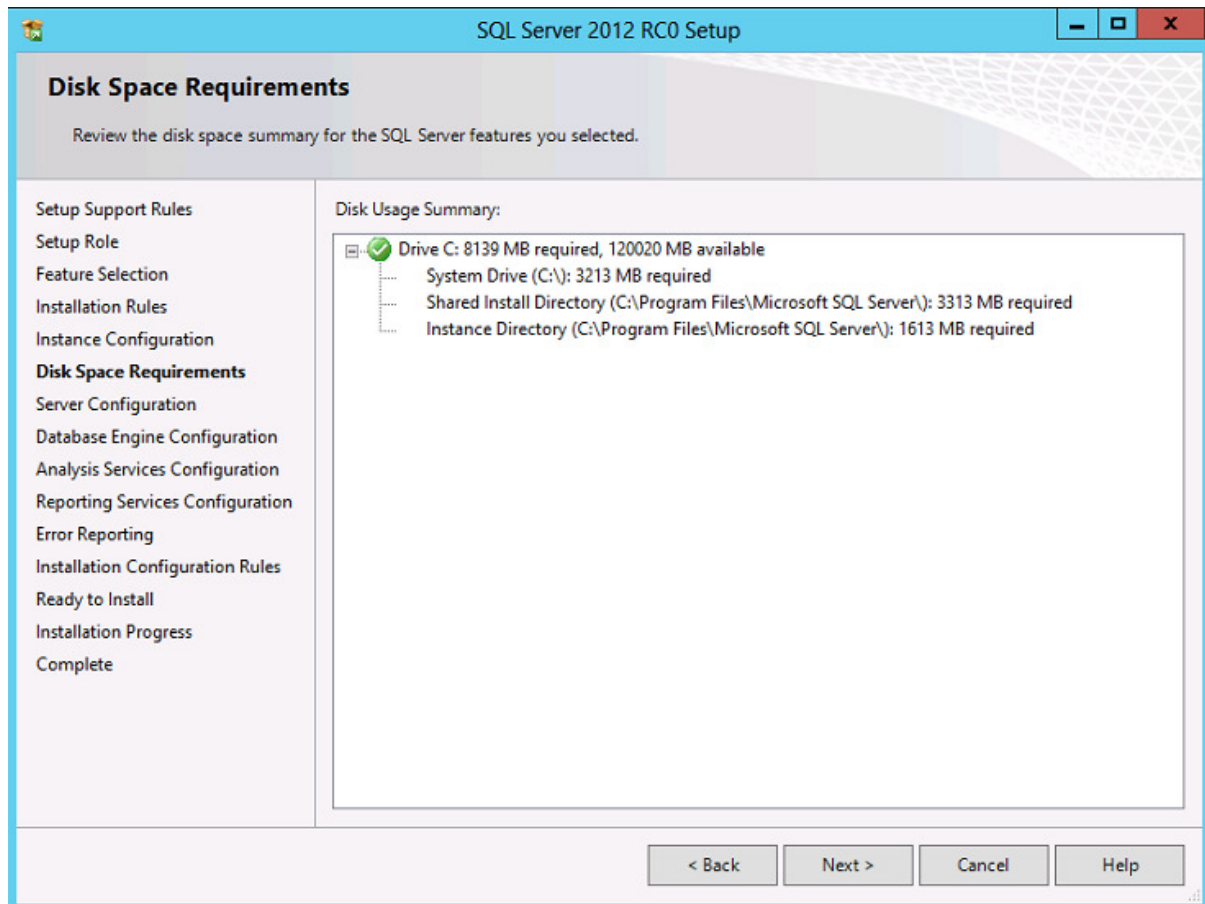 SQL Server 2012 RC0 Setup
Disk Space Requirements
Review the disk space summary for the SQL Server features you selected.
Setup Support Rules
Setup Role
Feature Selection
Installation Rules
Instance Configuration
Disk Space Requirements
Server Configuration
Database Engine Configuration
Analysis Services Configuration
Reporting Services Configuration
Error Reporting
Installation Configuration Rules
Ready to Install
Installation Progress
Complete
Disk Usage Summary:
Drive C: 8139 MB required, 120020 MB available
System Drive (C:\): 3213 MB required
Shared Install Directory (C:\Program Files\Microsoft SQL Server\): 3313 MB required
Instance Directory (C:\Program Files\Microsoft SQL Server\): 1613 MB required
< Back
Next >
Cancel
Help